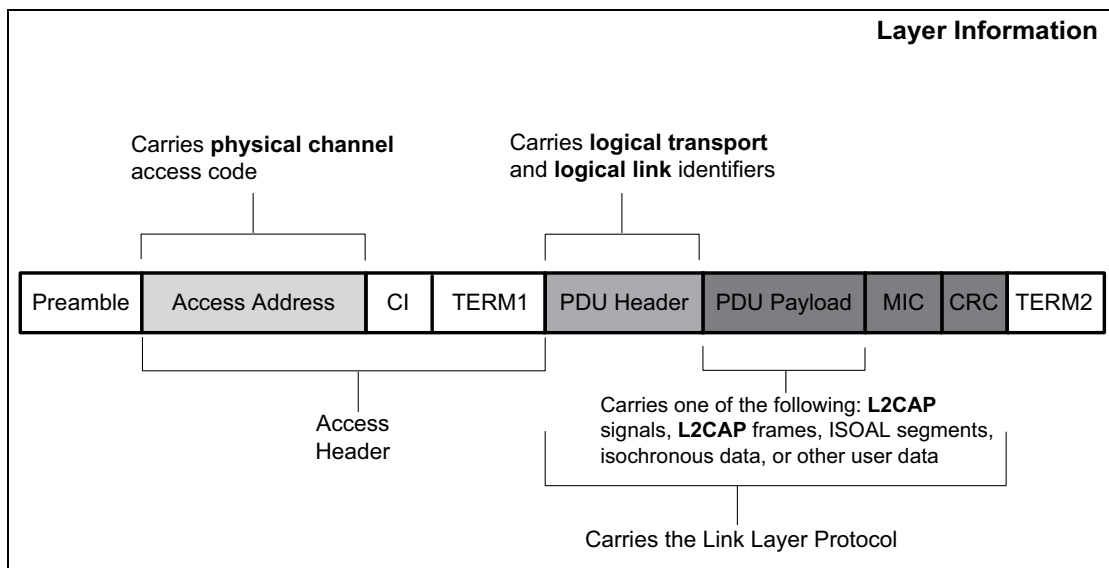 Layer Information
Carries physical channel
access code
Carries logical transport
and logical link identifiers
Preamble
Access Address
CI
TERM1
PDU Header
PDU Payload
MIC
CRC
TERM2
Access
Header
Carries one of the following: L2CAP
signals, L2CAP frames, ISOAL segments,
isochronous data, or other user data
Carries the Link Layer Protocol